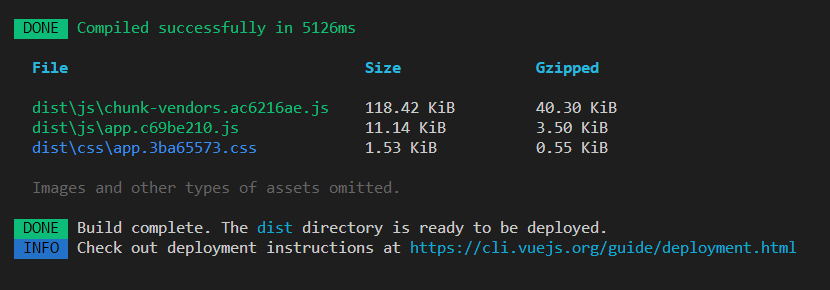 DONE Compiled successfully in 5126ms
File Size Gzipped
dist\js\chunk-vendors.ac6216ae.js 118.42 KiB 40.30 KiB
dist\js\app.c69be210.js 11.14 KiB 3.50 KiB
dist\css\app.3ba65573.css 1.53 KiB 0.55 KiB
Images and other types of assets omitted.
DONE Build complete. The dist directory is ready to be deployed.
INFO Check out deployment instructions at https://cli.vuejs.org/guide/deployment.html